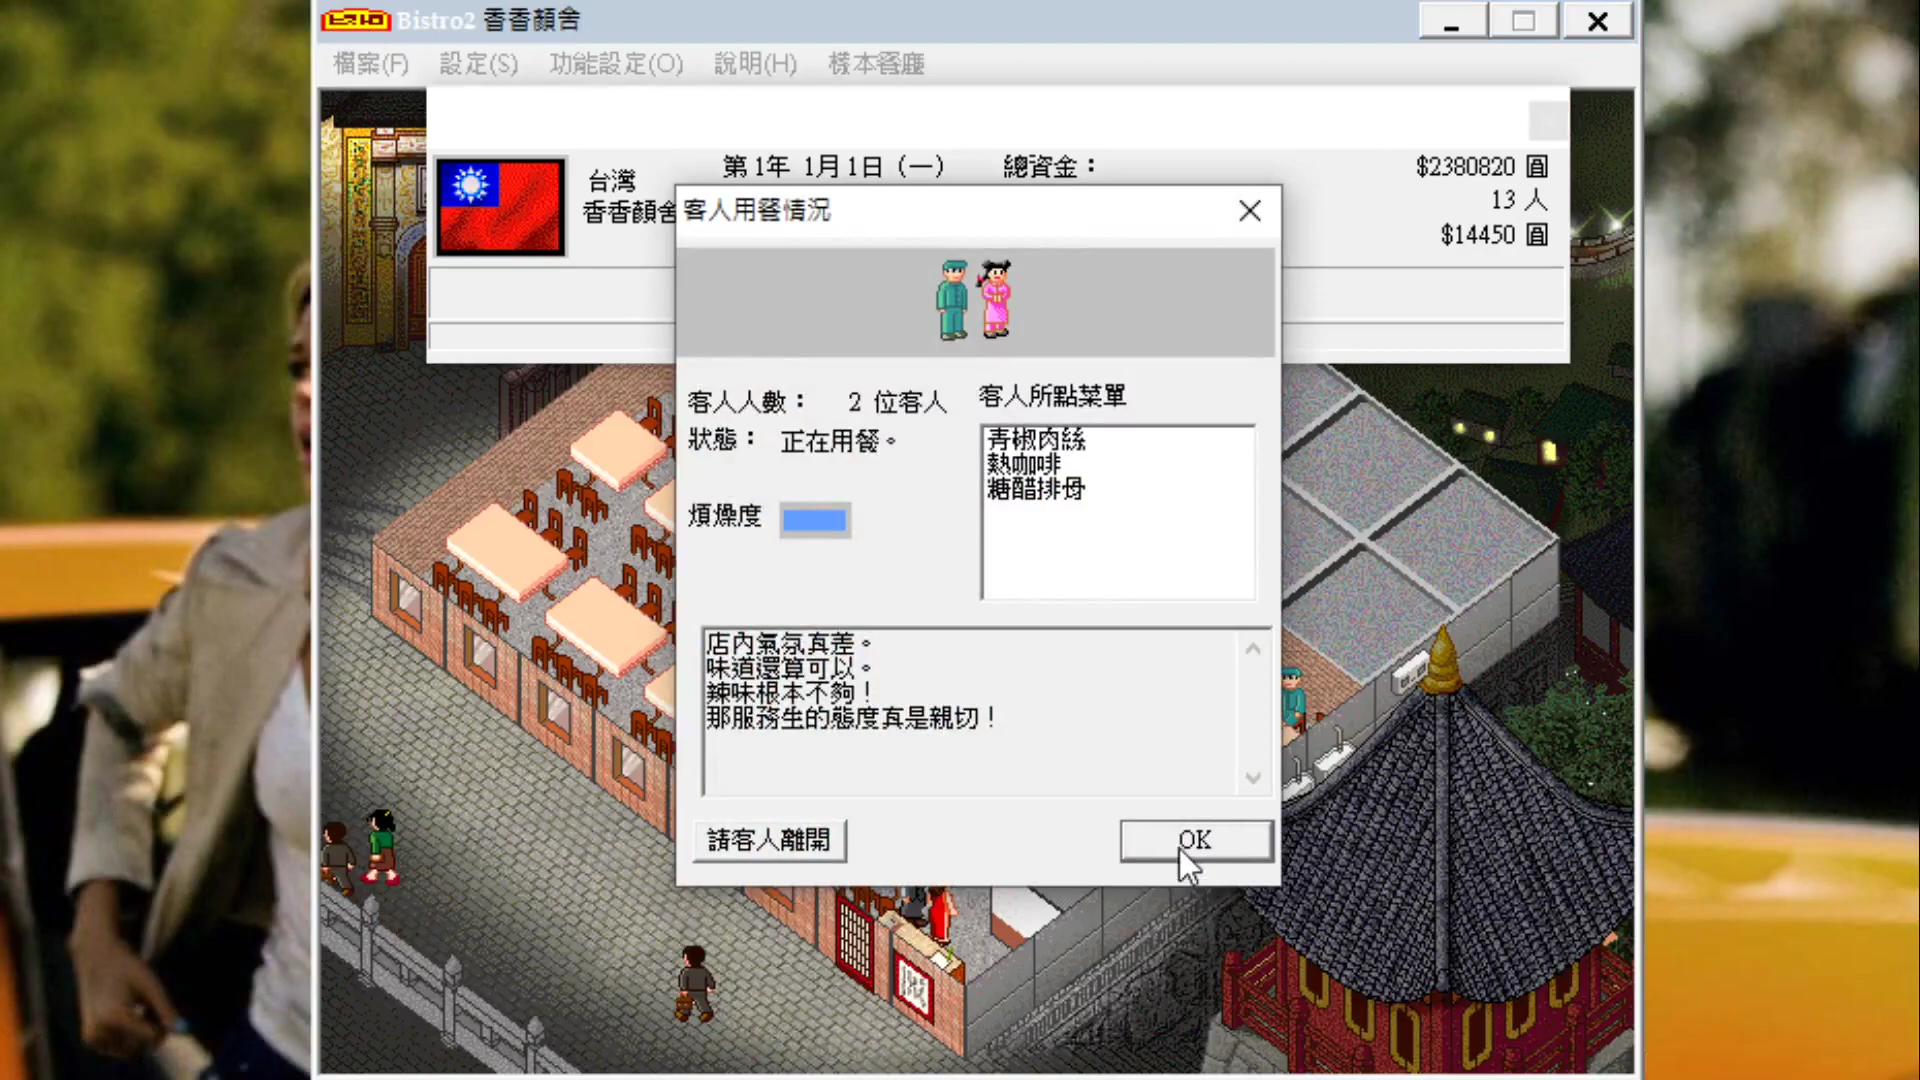 Bistro2 香香顏舍
檔案(F) 設定(S) 功能設定(O) 說明(H) 樣本餐廳
台灣 第1年 1月1日 (一) 總資金: $2380820 圓
香香顏舍 13 人
$14450 圓
客人用餐情況
客人人數: 2 位客人
狀態: 正在用餐。
煩燥度
客人所點菜單
青椒肉絲
熱咖啡
糖醋排骨
店內氣氛真差。
味道還算可以。
辣味根本不夠!
那服務生的態度真是親切!
請客人離開 OK